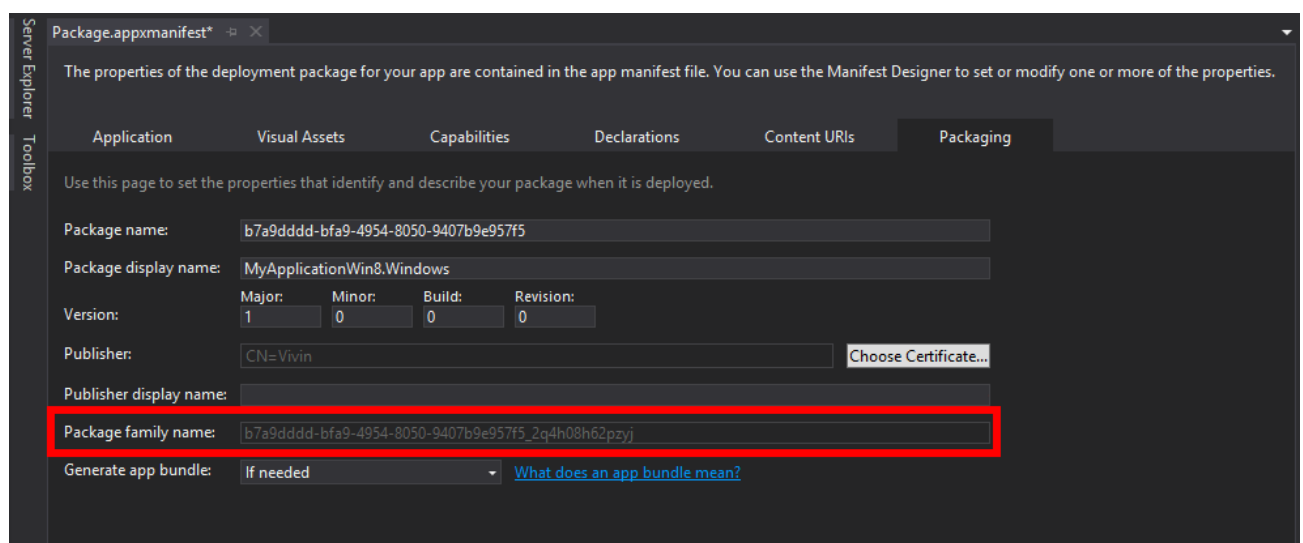 Server Explorer
Toolbox
Package.appxmanifest*
The properties of the deployment package for your app are contained in the app manifest file. You can use the Manifest Designer to set or modify one or more of the properties.
Application Visual Assets Capabilities Declarations Content URIs Packaging
Use this page to set the properties that identify and describe your package when it is deployed.
Package name: b7a9dddd-bfa9-4954-8050-9407b9e957f5
Package display name: MyApplicationWin8.Windows
Major: Minor: Build: Revision:
Version: 1 0 0 0
Publisher: CN=Vivin Choose Certificate...
Publisher display name:
Package family name: b7a9dddd-bfa9-4954-8050-9407b9e957f5_2q4h08h62pzyj
Generate app bundle: If needed What does an app bundle mean?